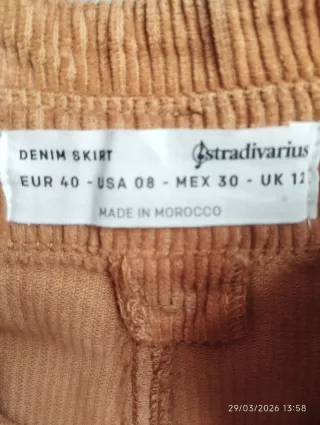 DENIM SKIRT stradivarius
EUR 40 - USA 08 - MEX 30 - UK 12
MADE IN MOROCCO
29/03/2026 13:58